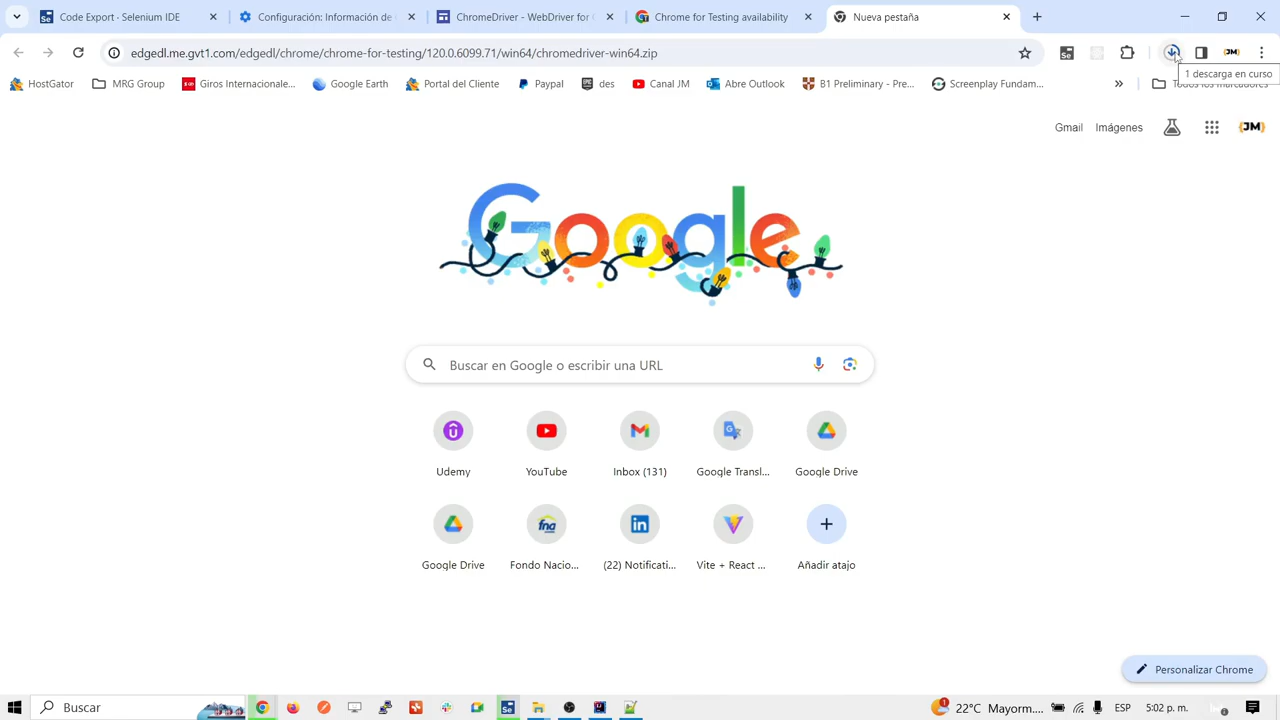 Code Export - Selenium IDE
Configuración: Información de
ChromeDriver - WebDriver for
Chrome for Testing availability
Nueva pestaña
edgedl.me.gvt1.com/edgedl/chrome/chrome-for-testing/120.0.6099.71/win64/chromedriver-win64.zip
JM
1 descarga en curso
HostGator
MRG Group
Giros Internacionale...
Google Earth
Portal del Cliente
Paypal
des
Canal JM
Abre Outlook
B1 Preliminary - Pre...
Screenplay Fundam...
»
Todos los marcadores
Gmail
Imágenes
{JM}
Google
Buscar en Google o escribir una URL
Udemy
YouTube
Inbox (131)
Google Transl...
Google Drive
fna
in
Google Drive
Fondo Nacio...
(22) Notificati...
Vite + React ...
Añadir atajo
Personalizar Chrome
Buscar
22°C Mayorm....
ESP
5:02 p. m.